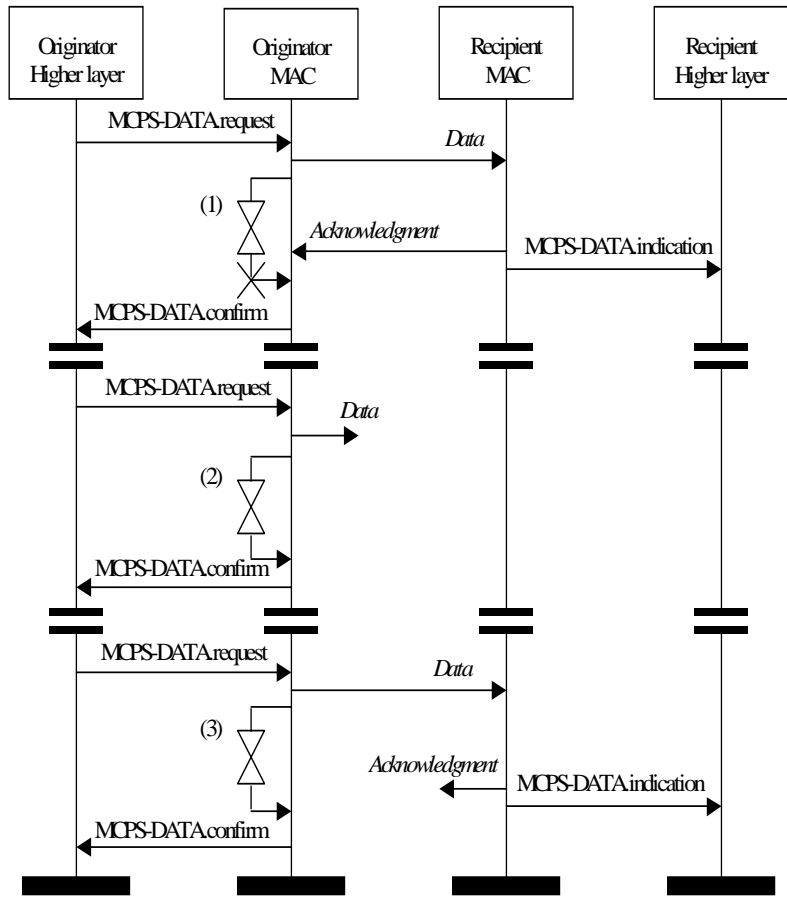 Originator
Higher layer
Originator
MAC
Recipient
MAC
Recipient
Higher layer
MCPS-DATA.request
Data
(1)
Acknowledgment
MCPS-DATA.indication
MCPS-DATA.confirm
MCPS-DATA.request
Data
(2)
MCPS-DATA.confirm
MCPS-DATA.request
Data
(3)
Acknowledgment
MCPS-DATA.indication
MCPS-DATA.confirm